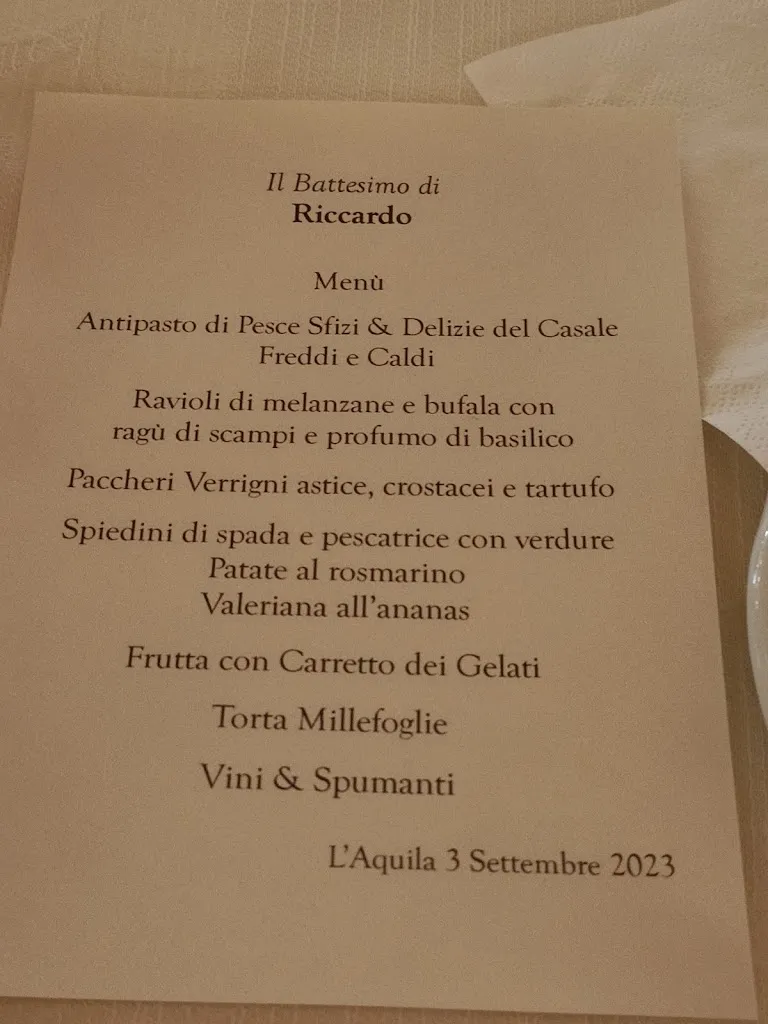 Il Battesimo di
Riccardo
Menù
Antipasto di Pesce Sfizi & Delizie del Casale
Freddi e Caldi
Ravioli di melanzane e bufala con
ragù di scampi e profumo di basilico
Paccheri Verrigni astice, crostacei e tartufo
Spiedini di spada e pescatrice con verdure
Patate al rosmarino
Valeriana all'ananas
Frutta con Carretto dei Gelati
Torta Millefoglie
Vini & Spumanti
L'Aquila 3 Settembre 2023